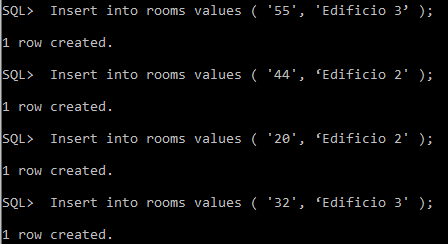 SQL> Insert into rooms values ( '55', 'Edificio 3’ );
1 row created.
SQL> Insert into rooms values ( '44', ‘Edificio 2' );
1 row created.
SQL> Insert into rooms values ( '20', ‘Edificio 2' );
1 row created.
SQL> Insert into rooms values ( '32', ‘Edificio 3' );
1 row created.